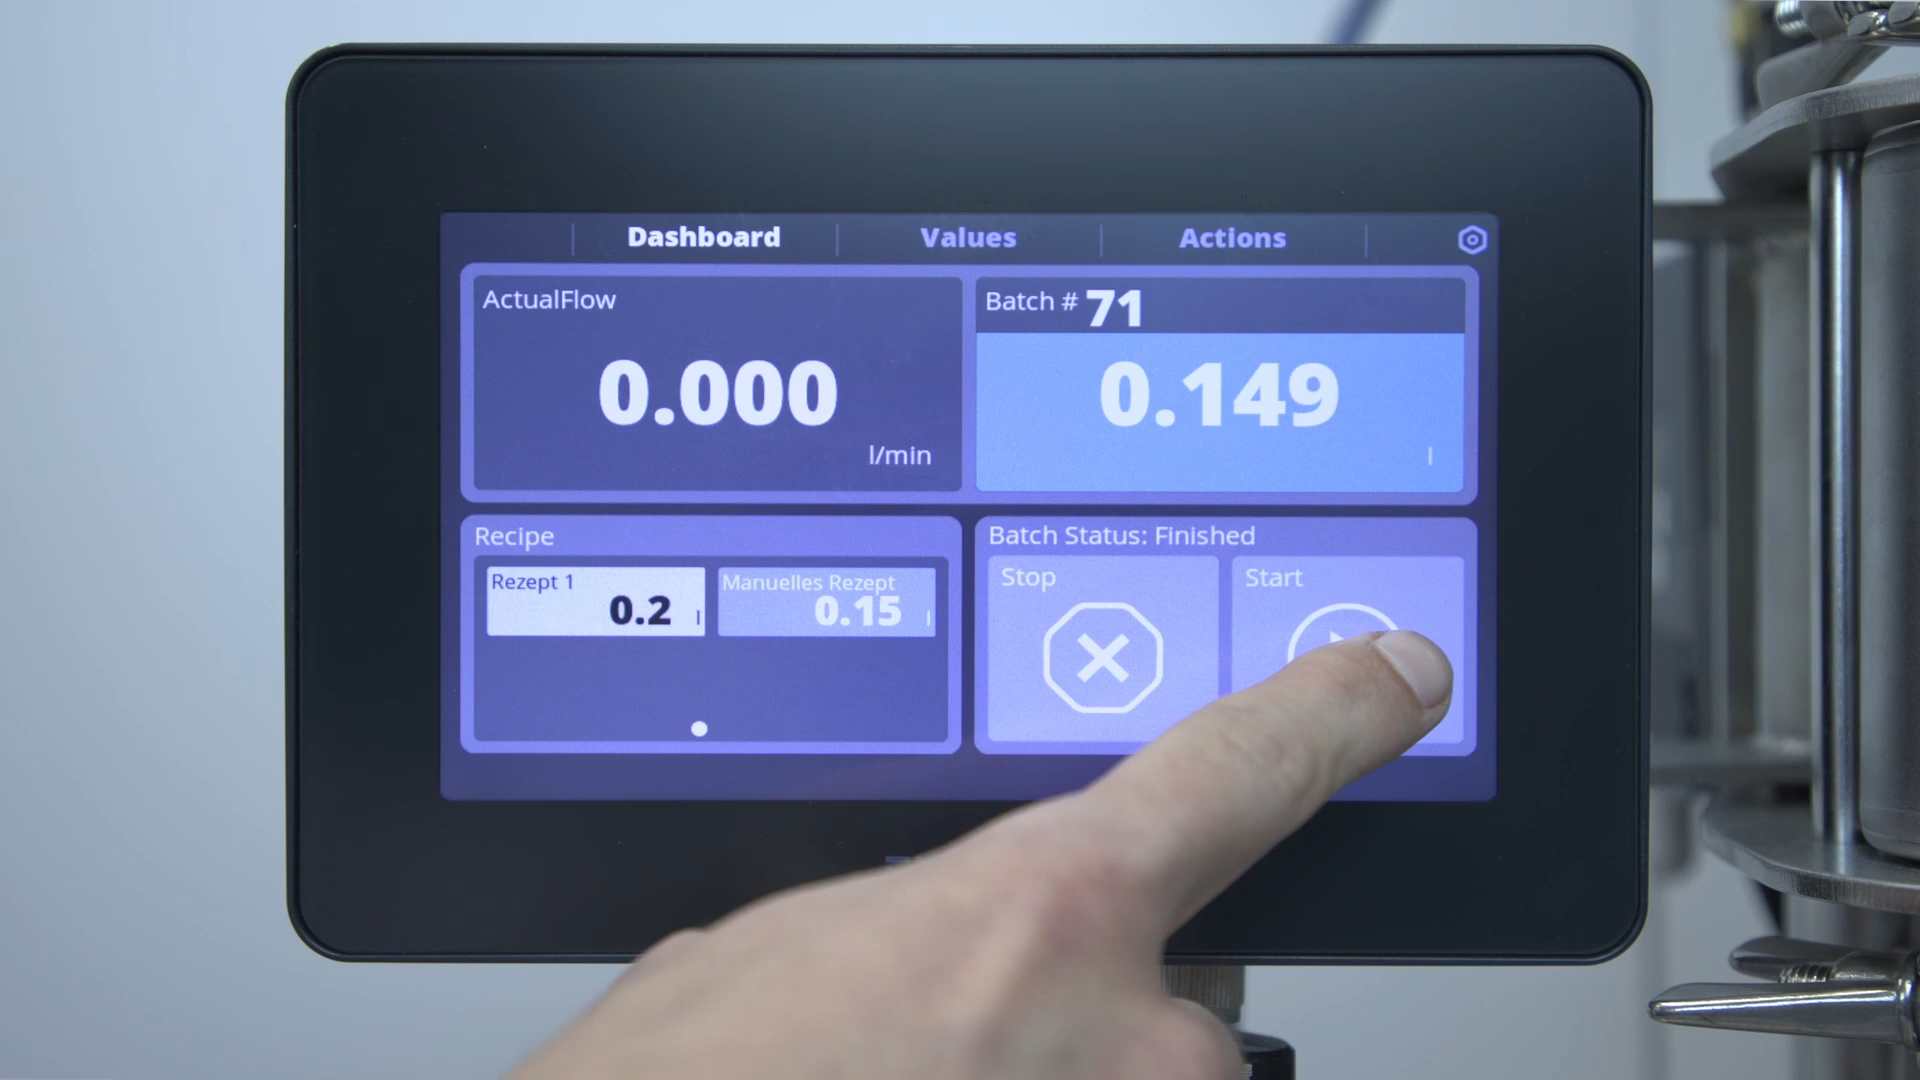 Dashboard
Values
Actions
ActualFlow
0.000
l/min
Batch # 71
0.149
l
Recipe
Rezept 1
0.2 l
Manuelles Rezept
0.15 l
Batch Status: Finished
Stop
Start